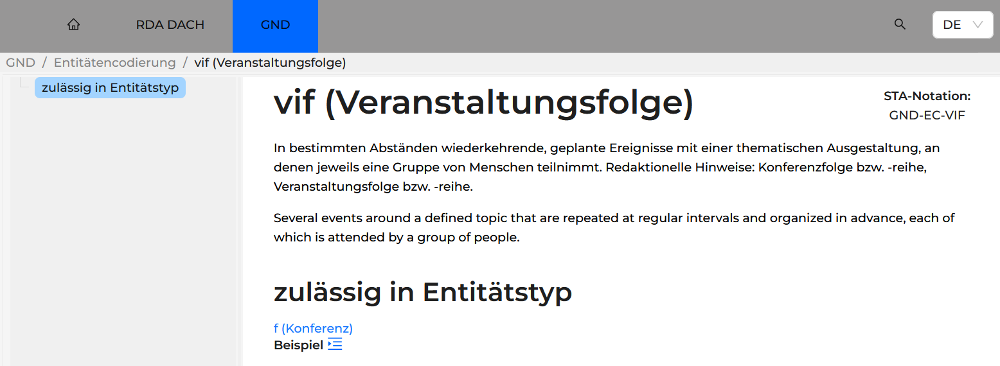 RDA DACH GND DE
GND / Entitätencodierung / vif (Veranstaltungsfolge)
zulässig in Entitätstyp
vif (Veranstaltungsfolge)
STA-Notation:
GND-EC-VIF
In bestimmten Abständen wiederkehrende, geplante Ereignisse mit einer thematischen Ausgestaltung, an
denen jeweils eine Gruppe von Menschen teilnimmt. Redaktionelle Hinweise: Konferenzfolge bzw. -reihe,
Veranstaltungsfolge bzw. -reihe.
Several events around a defined topic that are repeated at regular intervals and organized in advance, each of
which is attended by a group of people.
zulässig in Entitätstyp
f (Konferenz)
Beispiel